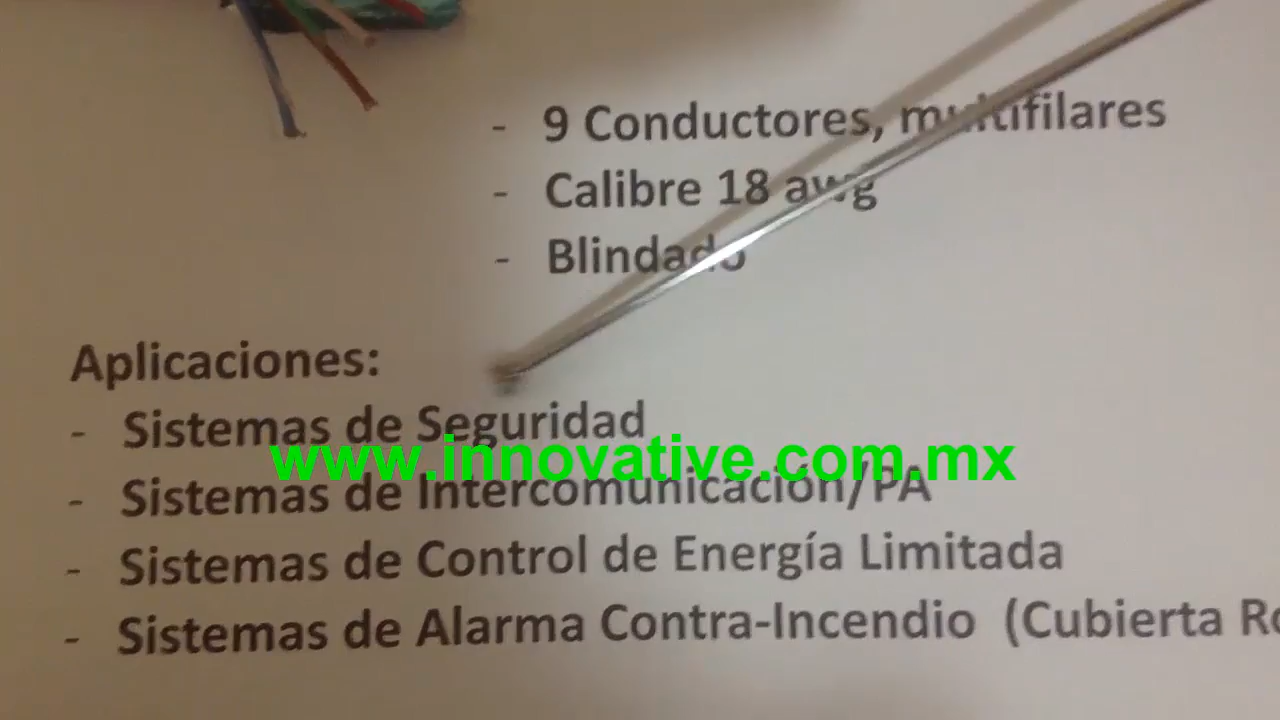 - 9 Conductores, multifilares
- Calibre 18 awg
- Blindado
Aplicaciones:
- Sistemas de Seguridad
www.innovative.com.mx
- Sistemas de Intercomunicación/PA
- Sistemas de Control de Energía Limitada
- Sistemas de Alarma Contra-Incendio (Cubierta